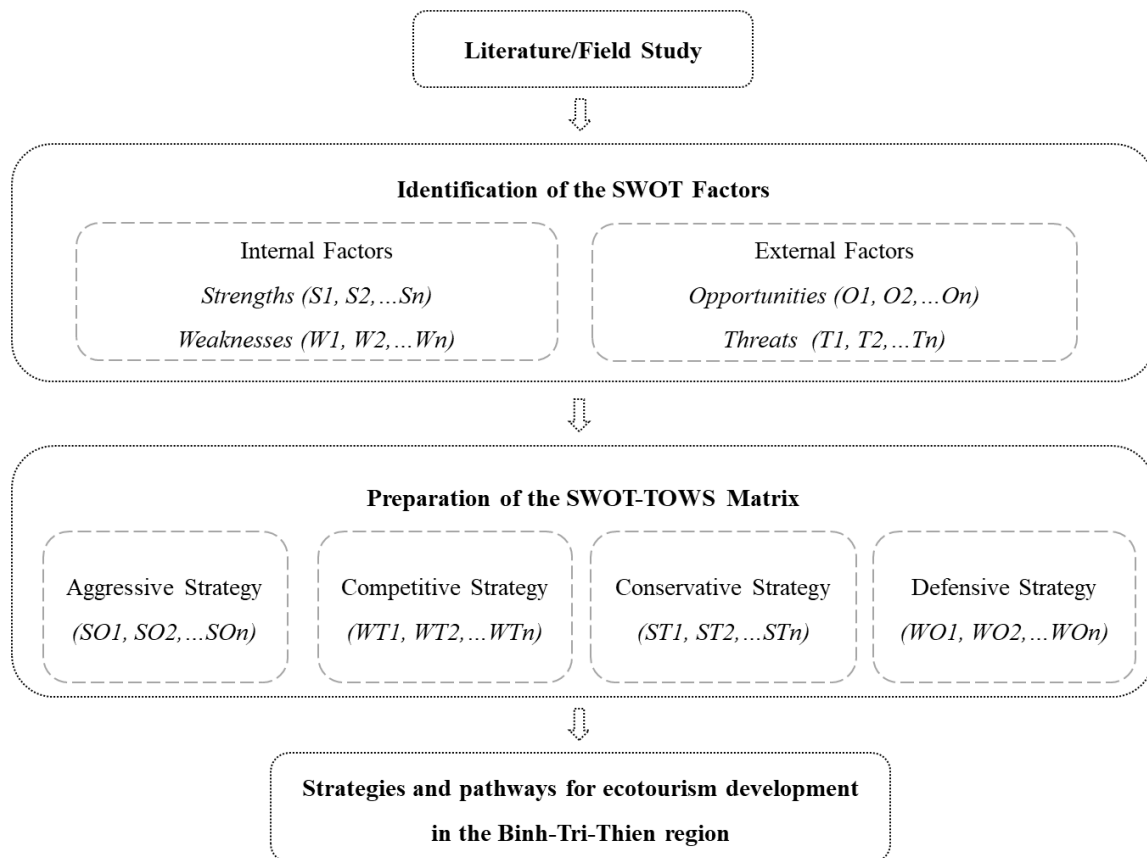 Literature/Field Study
Identification of the SWOT Factors
Internal Factors
Strengths (S1, S2,...Sn)
Weaknesses (W1, W2,...Wn)
External Factors
Opportunities (O1, O2,...On)
Threats (T1, T2,...Tn)
Preparation of the SWOT-TOWS Matrix
Aggressive Strategy
(SO1, SO2,...SOn)
Competitive Strategy
(WT1, WT2,...WTn)
Conservative Strategy
(ST1, ST2,...STn)
Defensive Strategy
(WO1, WO2,...WOn)
Strategies and pathways for ecotourism development
in the Binh-Tri-Thien region